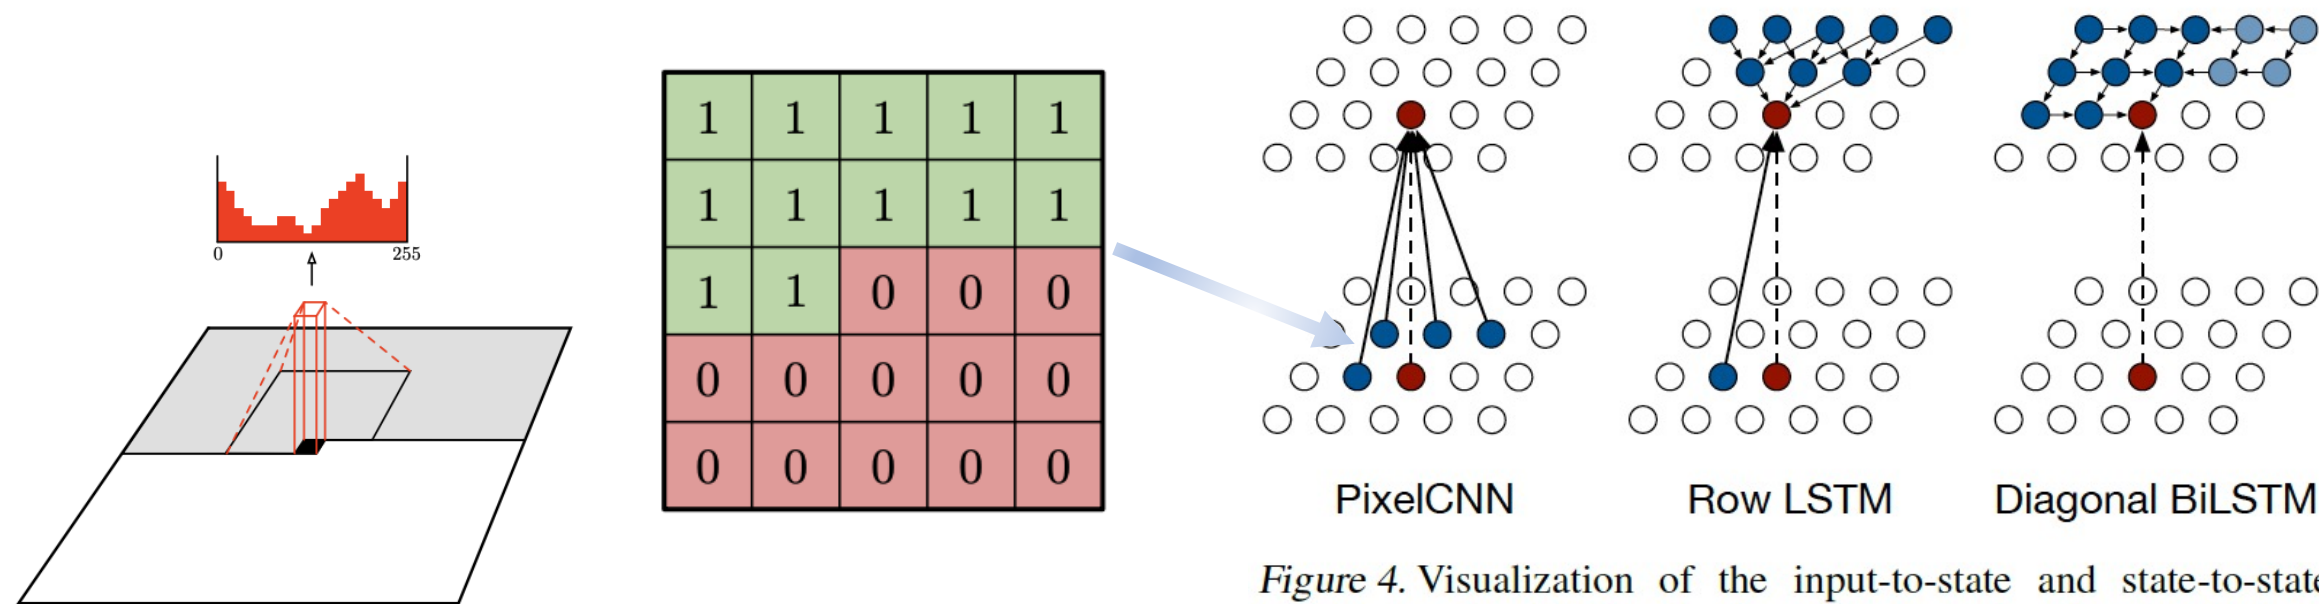 0 255
1 1 1 1 1
1 1 1 1 1
1 1 0 0 0
0 0 0 0 0
0 0 0 0 0
PixelCNN Row LSTM Diagonal BiLSTM
Figure 4. Visualization of the input-to-state and state-to-state